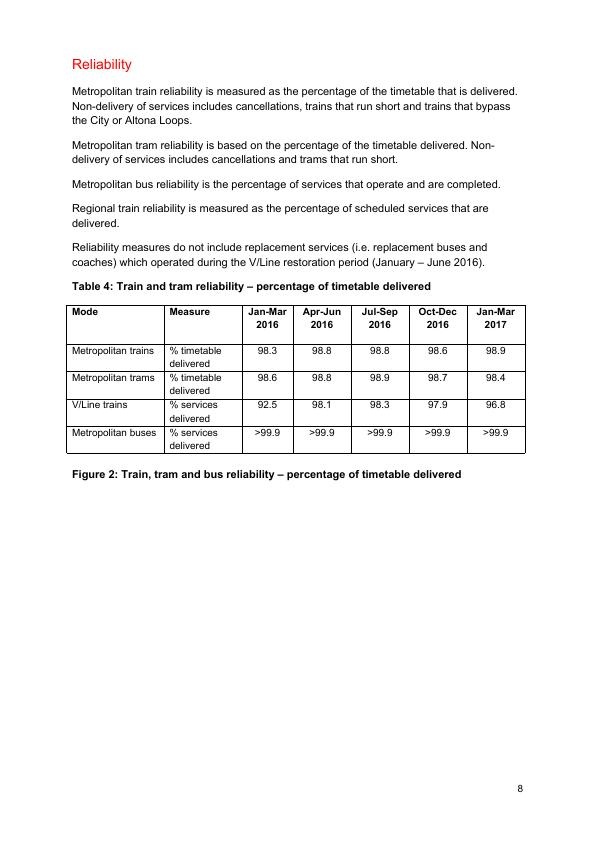 Reliability
Metropolitan train reliability is measured as the percentage of the timetable that is delivered.
Non-delivery of services includes cancellations, trains that run short and trains that bypass
the City or Altona Loops.
Metropolitan tram reliability is based on the percentage of the timetable delivered. Non-
delivery of services includes cancellations and trams that run short.
Metropolitan bus reliability is the percentage of services that operate and are completed.
Regional train reliability is measured as the percentage of scheduled services that are
delivered.
Reliability measures do not include replacement services (i.e. replacement buses and
coaches) which operated during the V/Line restoration period (January – June 2016).
Table 4: Train and tram reliability – percentage of timetable delivered
Mode Measure Jan-Mar Apr-Jun Jul-Sep Oct-Dec Jan-Mar
2016 2016 2016 2016 2017
Metropolitan trains % timetable 98.3 98.8 98.8 98.6 98.9
delivered
Metropolitan trams % timetable 98.6 98.8 98.9 98.7 98.4
delivered
V/Line trains % services 92.5 98.1 98.3 97.9 96.8
delivered
Metropolitan buses % services >99.9 >99.9 >99.9 >99.9 >99.9
delivered
Figure 2: Train, tram and bus reliability – percentage of timetable delivered
8